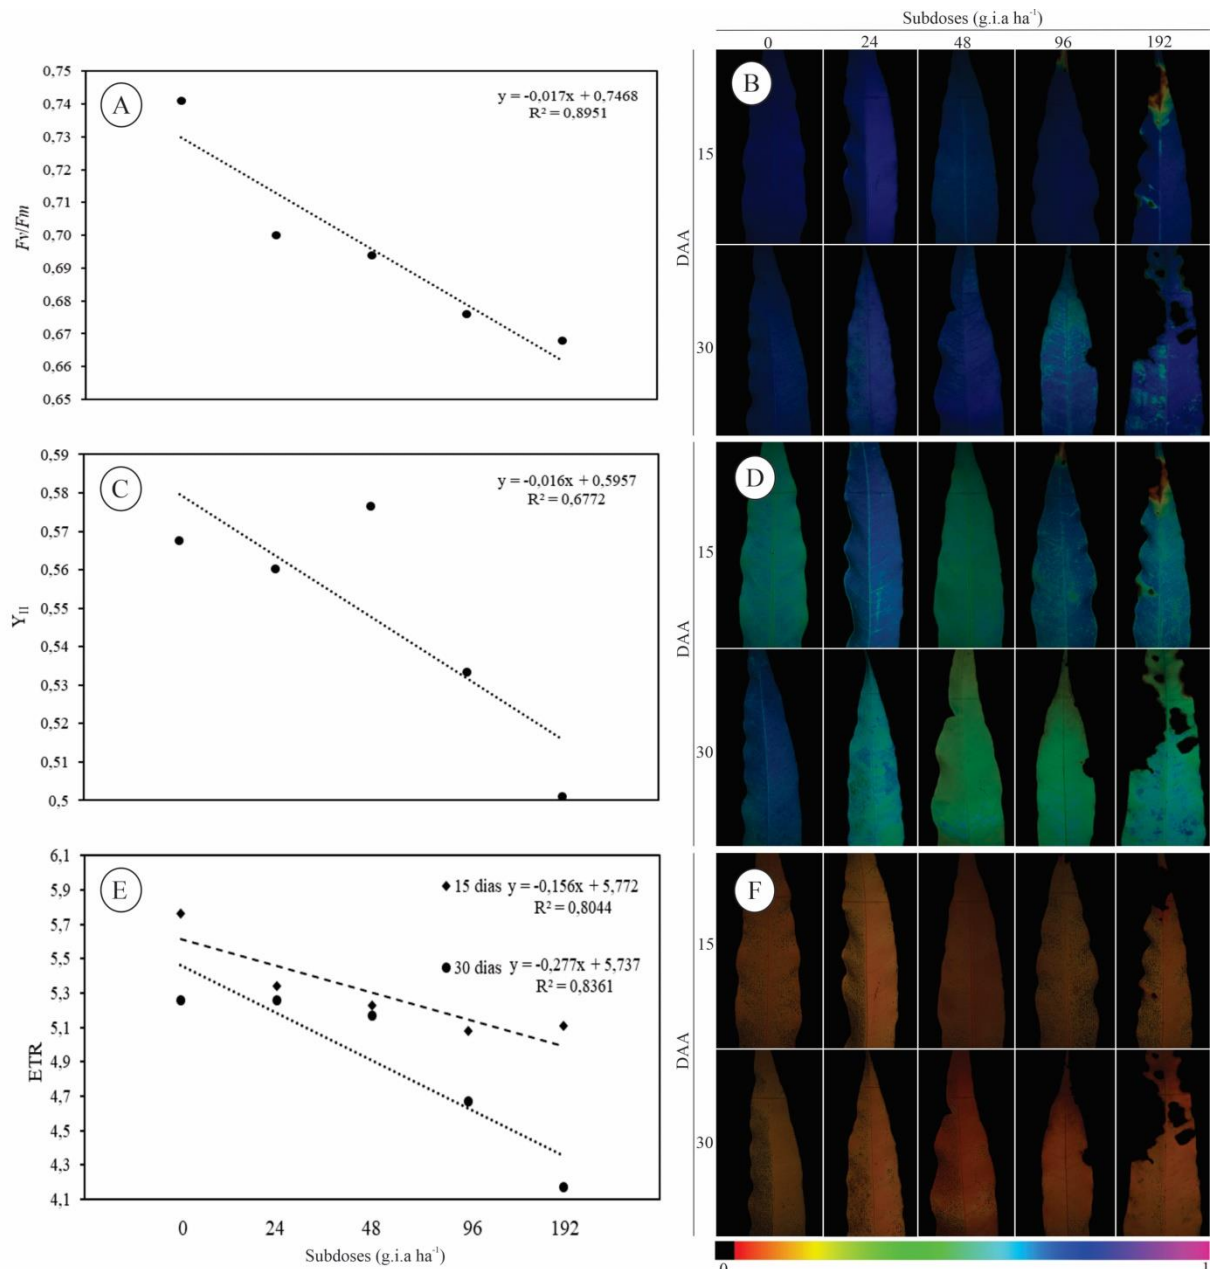 Subdoses (g.i.a ha⁻¹)
0 24 48 96 192
A
y = -0,017x + 0,7468
R² = 0,8951
0,75
0,74
0,73
0,72
0,71
0,70
0,69
0,68
0,67
0,66
0,65
Fv/Fm
B
15
30
DAA
C
y = -0,016x + 0,5957
R² = 0,6772
0,59
0,58
0,57
0,56
0,55
0,54
0,53
0,52
0,51
0,5
Y_II
D
15
30
DAA
E
15 dias y = -0,156x + 5,772
R² = 0,8044
30 dias y = -0,277x + 5,737
R² = 0,8361
6,1
5,9
5,7
5,5
5,3
5,1
4,9
4,7
4,5
4,3
4,1
ETR
0 24 48 96 192
Subdoses (g.i.a ha⁻¹)
F
15
30
DAA
0 1